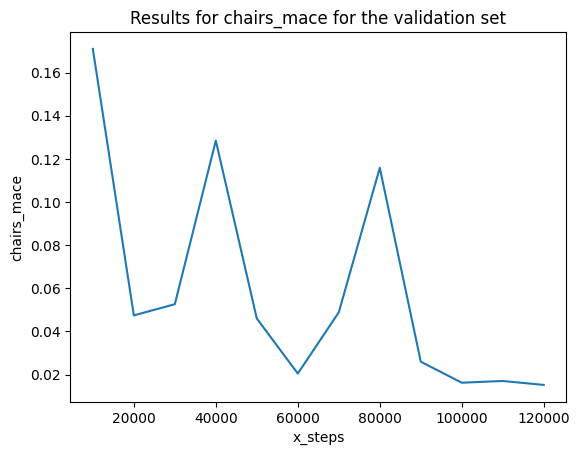 Results for chairs_mace for the validation set
chairs_mace
0.16
0.14
0.12
0.10
0.08
0.06
0.04
0.02
20000 40000 60000 80000 100000 120000
x_steps